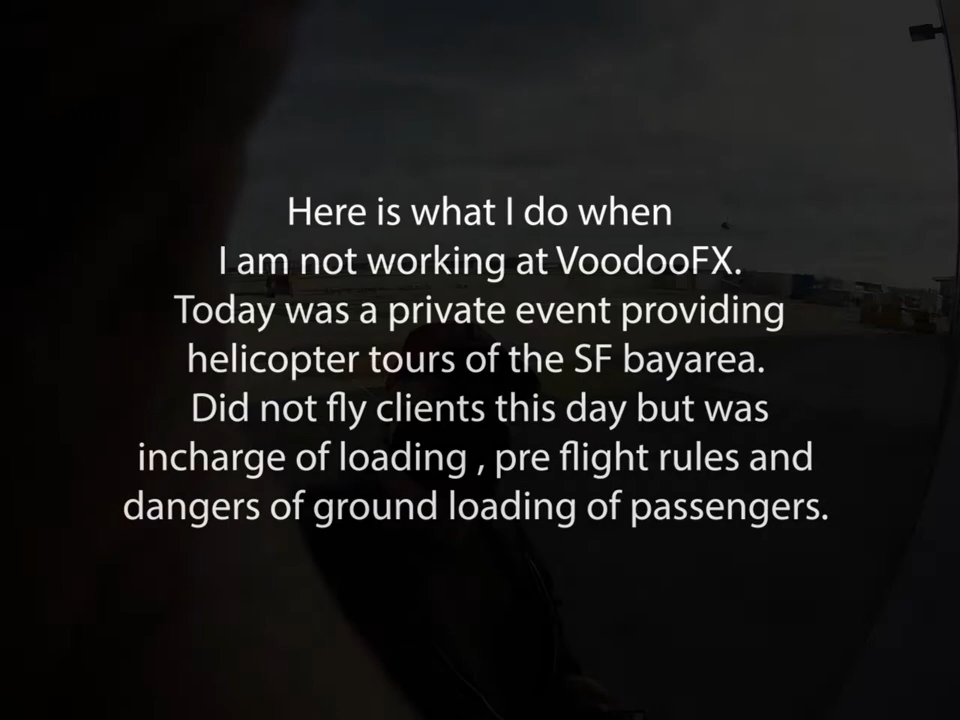 Here is what I do when
I am not working at VoodooFX.
Today was a private event providing
helicopter tours of the SF bayarea.
Did not fly clients this day but was
incharge of loading , pre flight rules and
dangers of ground loading of passengers.